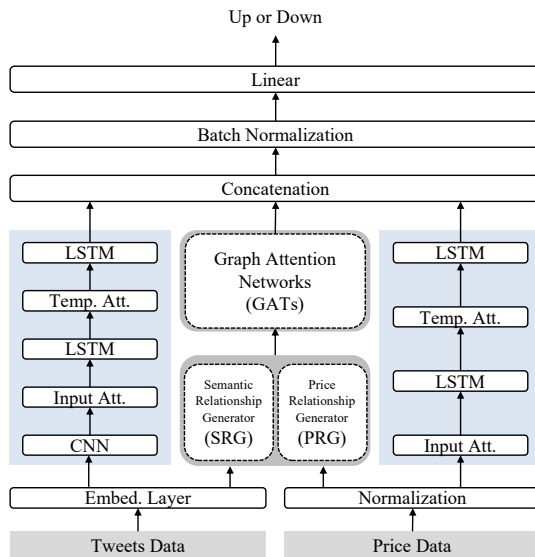 Up or Down
Linear
Batch Normalization
Concatenation
LSTM
Temp. Att.
LSTM
Input Att.
CNN
Graph Attention
Networks
(GATs)
Semantic
Relationship
Generator
(SRG)
Price
Relationship
Generator
(PRG)
LSTM
Temp. Att.
LSTM
Input Att.
Embed. Layer
Normalization
Tweets Data
Price Data